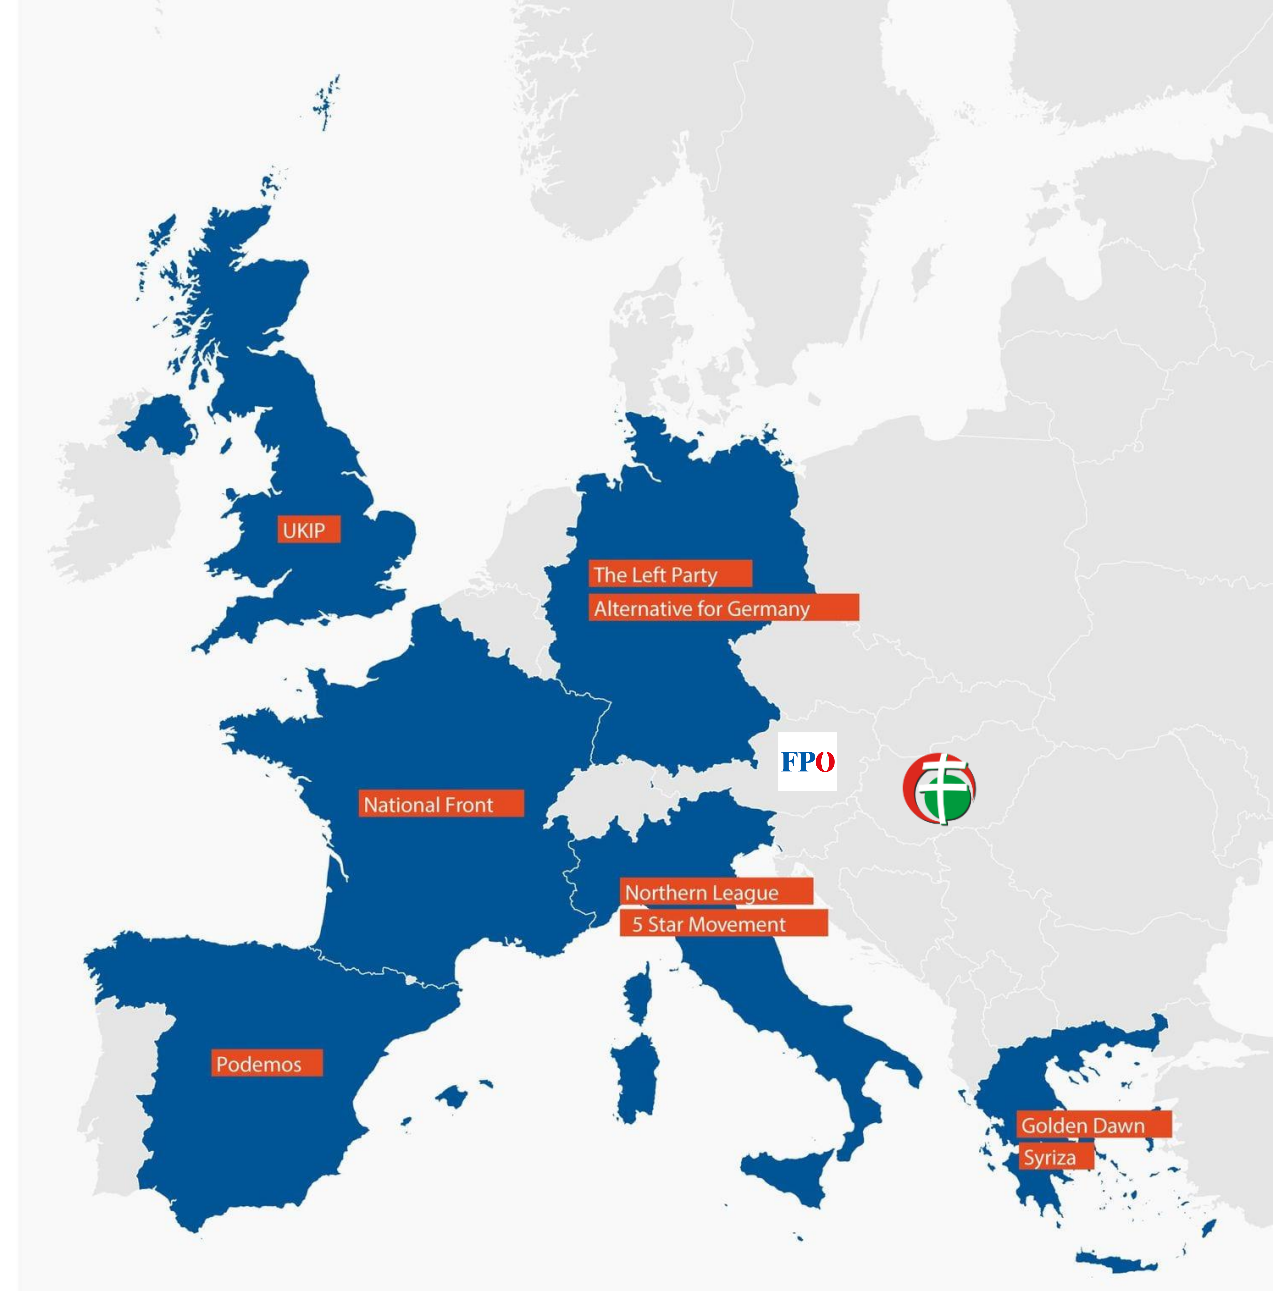 UKIP
The Left Party
Alternative for Germany
FPÖ
National Front
Northern League
5 Star Movement
Podemos
Golden Dawn
Syriza